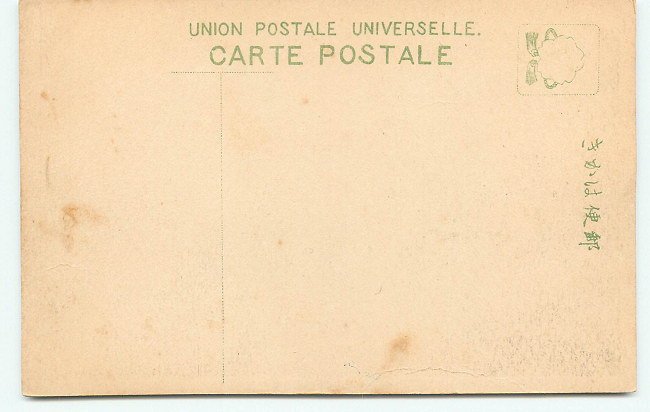 UNION POSTALE UNIVERSELLE.
CARTE POSTALE
郵便はかき